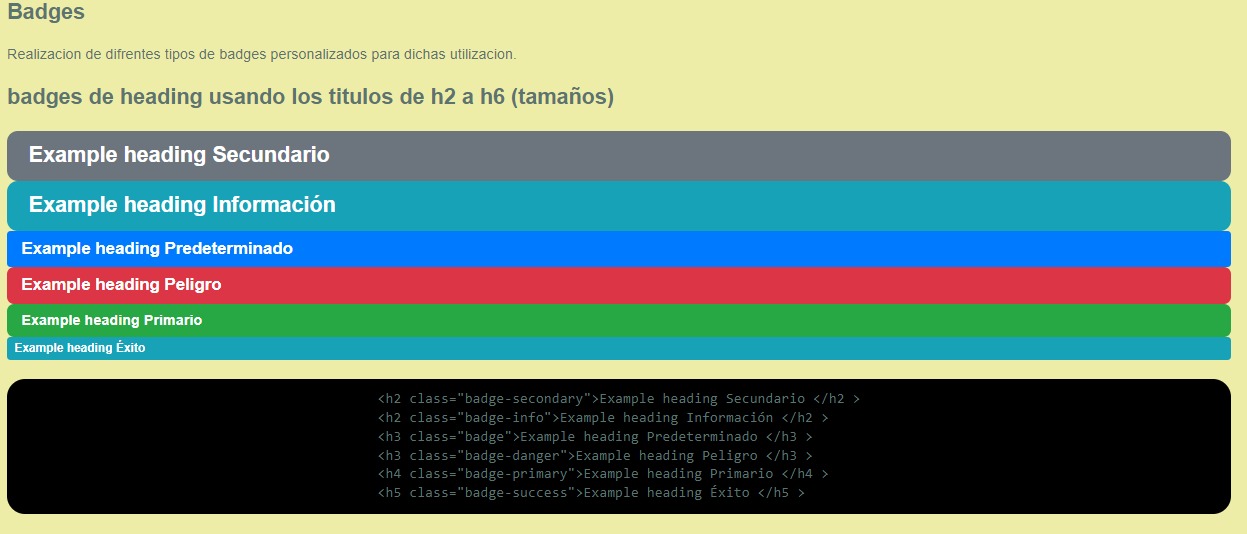 Badges
Realizacion de difrentes tipos de badges personalizados para dichas utilizacion.
badges de heading usando los titulos de h2 a h6 (tamaños)
Example heading Secundario
Example heading Información
Example heading Predeterminado
Example heading Peligro
Example heading Primario
Example heading Éxito
<h2 class="badge-secondary">Example heading Secundario </h2 >
<h2 class="badge-info">Example heading Información </h2 >
<h3 class="badge">Example heading Predeterminado </h3 >
<h3 class="badge-danger">Example heading Peligro </h3 >
<h4 class="badge-primary">Example heading Primario </h4 >
<h5 class="badge-success">Example heading Éxito </h5 >